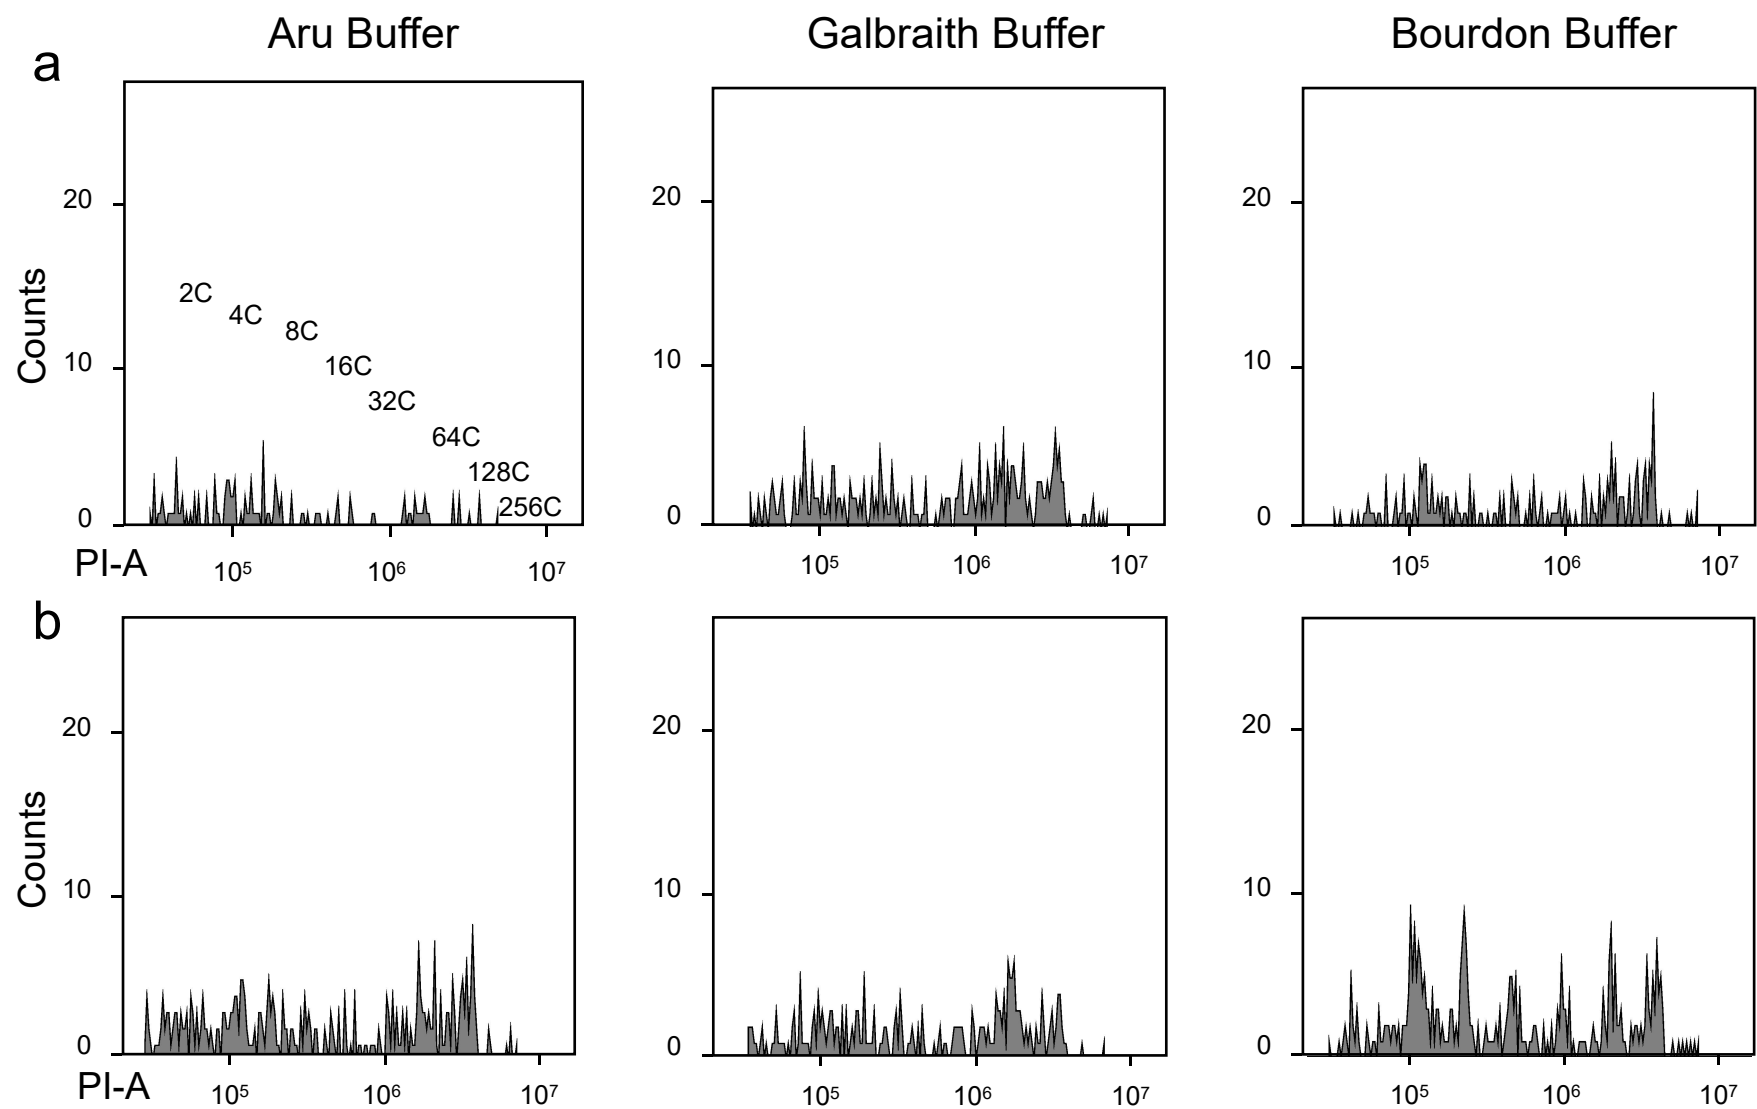 Aru Buffer Galbraith Buffer Bourdon Buffer
a
20 20 20
2C
4C
8C
Counts
10 10 10
16C
32C
64C
128C
256C
0 0 0
PI-A 10⁵ 10⁶ 10⁷ 10⁵ 10⁶ 10⁷ 10⁵ 10⁶ 10⁷
b
20 20 20
Counts
10 10 10
0 0 0
PI-A 10⁵ 10⁶ 10⁷ 10⁵ 10⁶ 10⁷ 10⁵ 10⁶ 10⁷